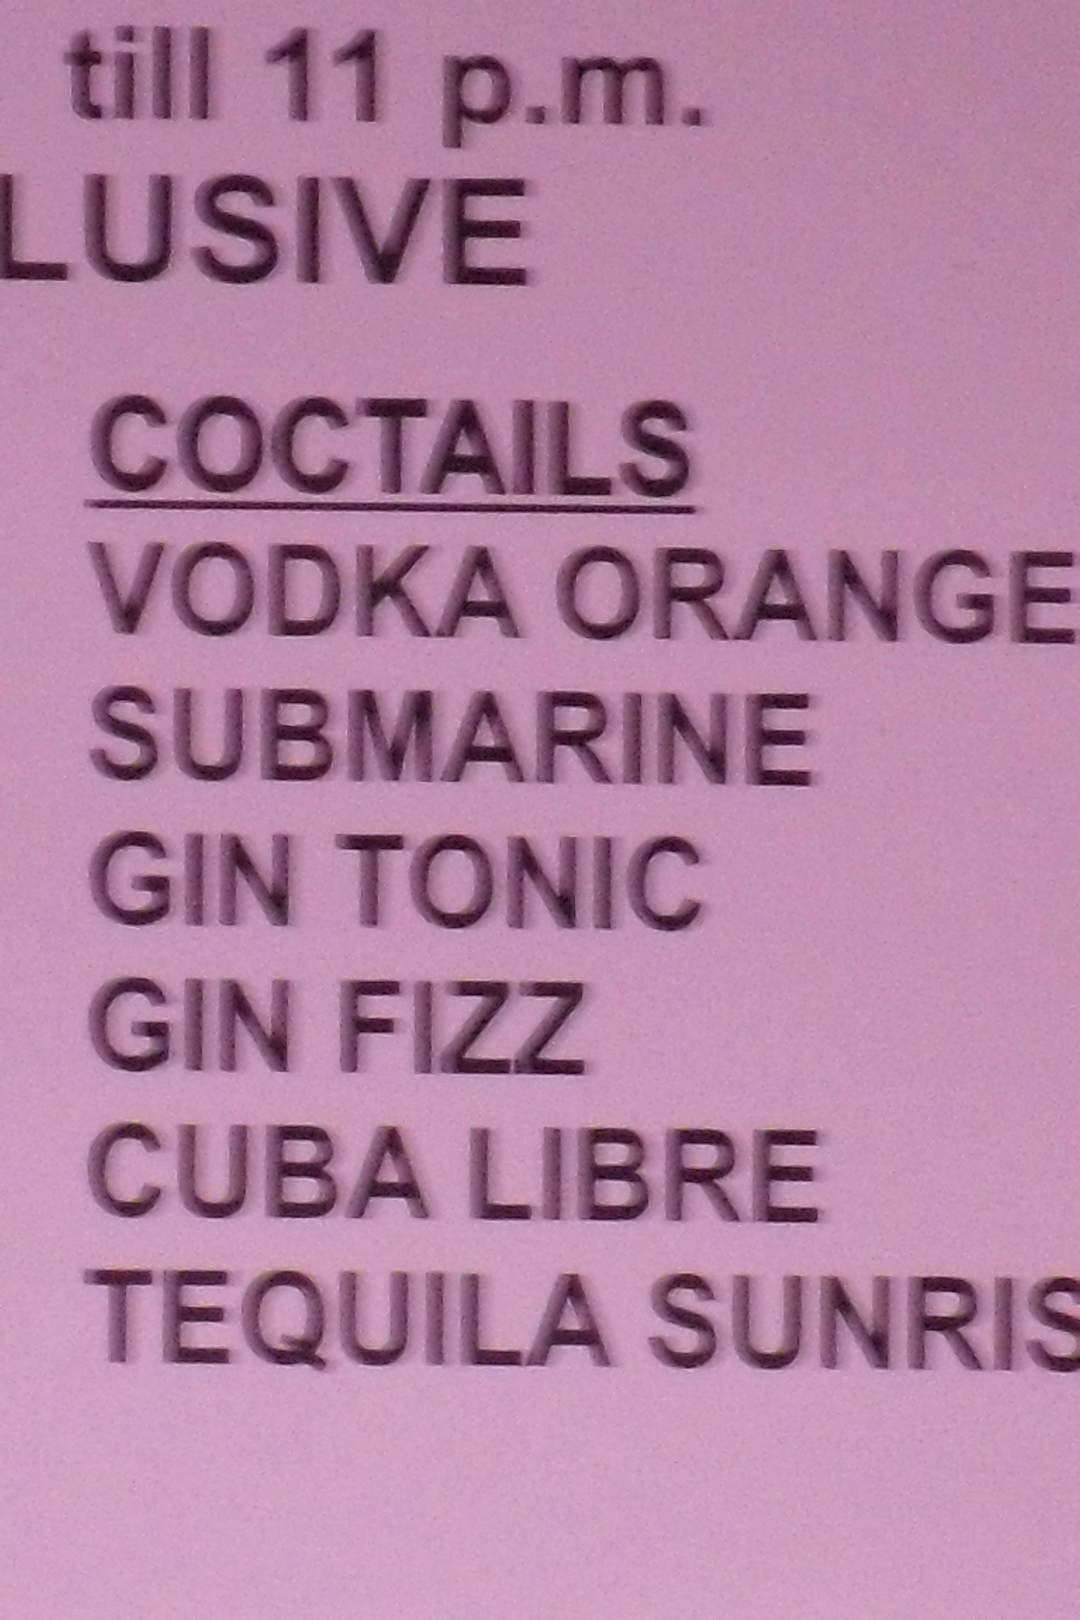 till 11 p.m.
LUSIVE
COCTAILS
VODKA ORANGE
SUBMARINE
GIN TONIC
GIN FIZZ
CUBA LIBRE
TEQUILA SUNRIS